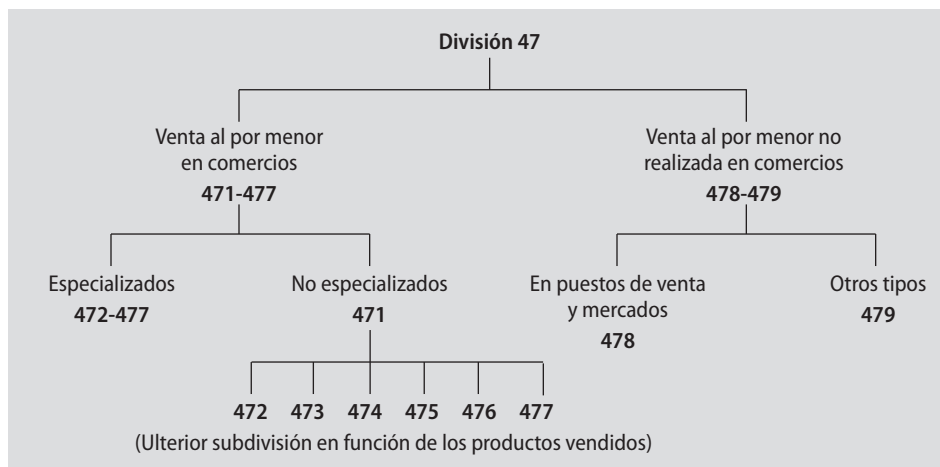 División 47
Venta al por menor
en comercios
471-477
Venta al por menor no
realizada en comercios
478-479
Especializados
472-477
No especializados
471
En puestos de venta
y mercados
478
Otros tipos
479
472 473 474 475 476 477
(Ulterior subdivisión en función de los productos vendidos)